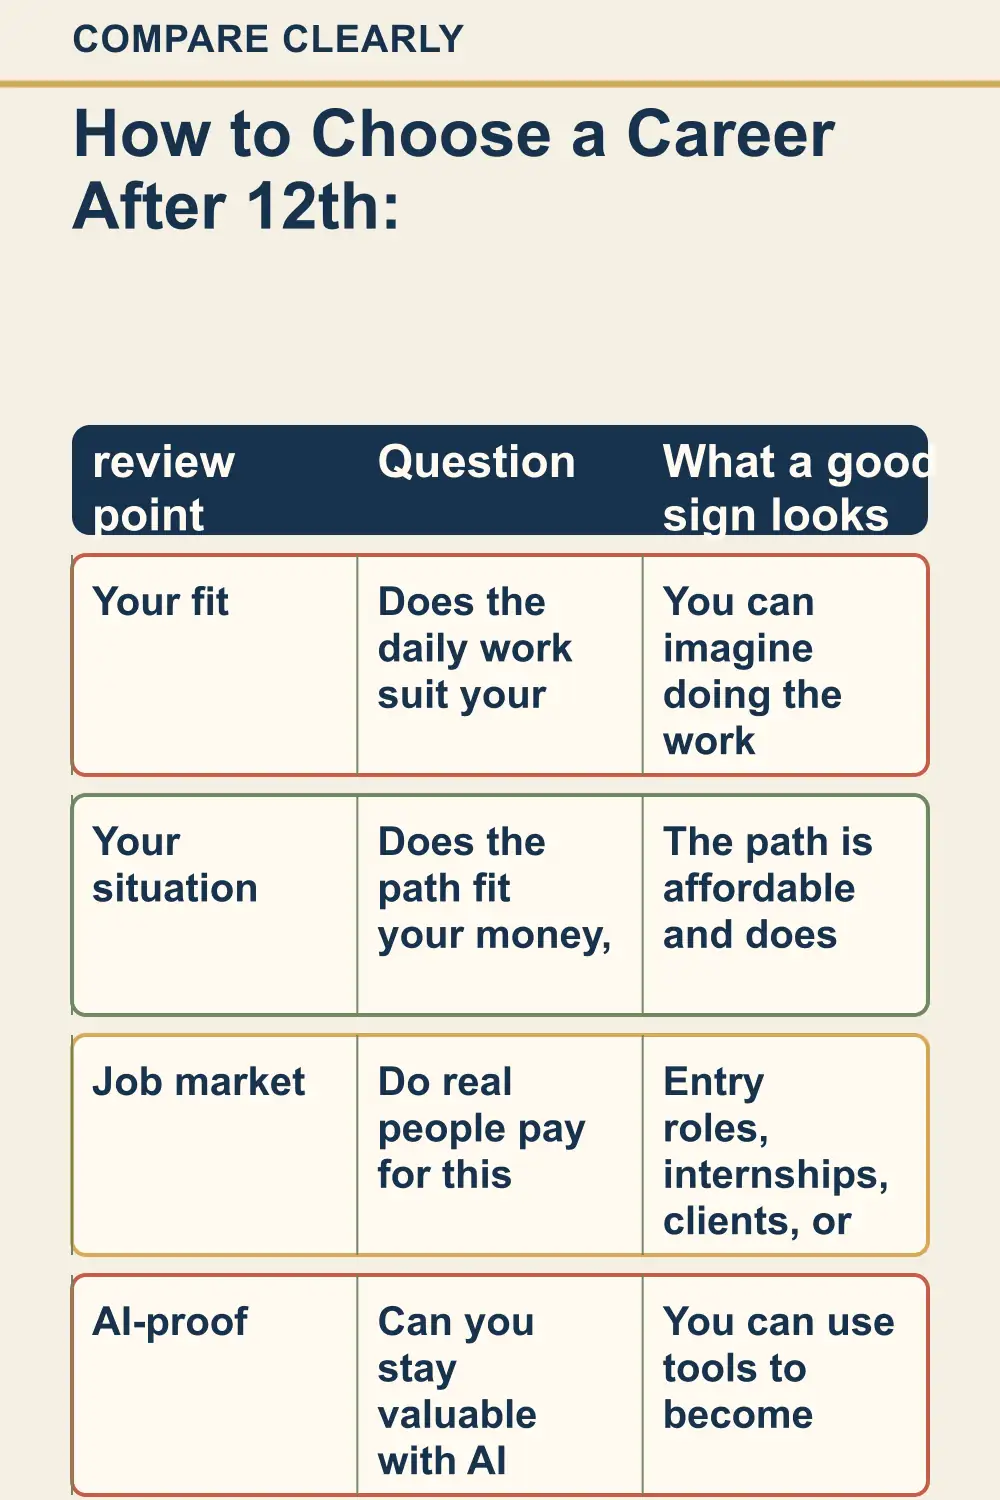 COMPARE CLEARLY
How to Choose a Career
After 12th:
review
point
Question
What a good
sign looks
Your fit
Does the
daily work
suit your
You can
imagine
doing the
work
Your
situation
Does the
path fit
your money,
The path is
affordable
and does
Job market
Do real
people pay
for this
Entry
roles,
internships,
clients, or
AI-proof
Can you
stay
valuable
with AI
You can use
tools to
become